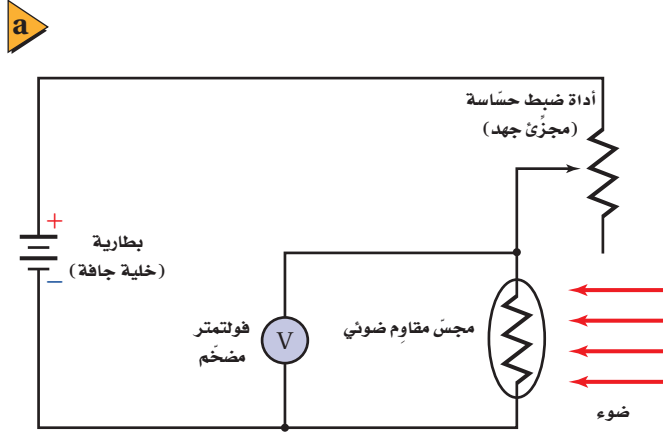 a
أداة ضبط حسّاسة
(مجزِّئ جهد)
+
بطارية
(خلية جافة)
−
فولتمتر
مضخّم
V
مجسّ مقاوِم ضوئي
ضوء